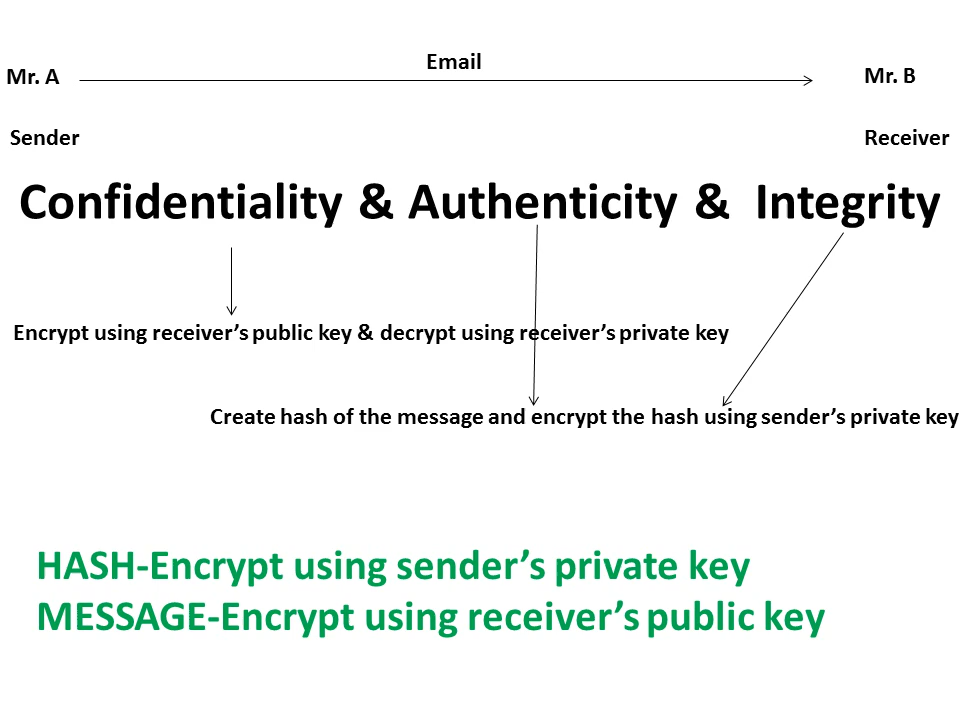 Email
Mr. A
Mr. B
Sender
Receiver
Confidentiality & Authenticity & Integrity
Encrypt using receiver’s public key & decrypt using receiver’s private key
Create hash of the message and encrypt the hash using sender’s private key
HASH-Encrypt using sender’s private key
MESSAGE-Encrypt using receiver’s public key